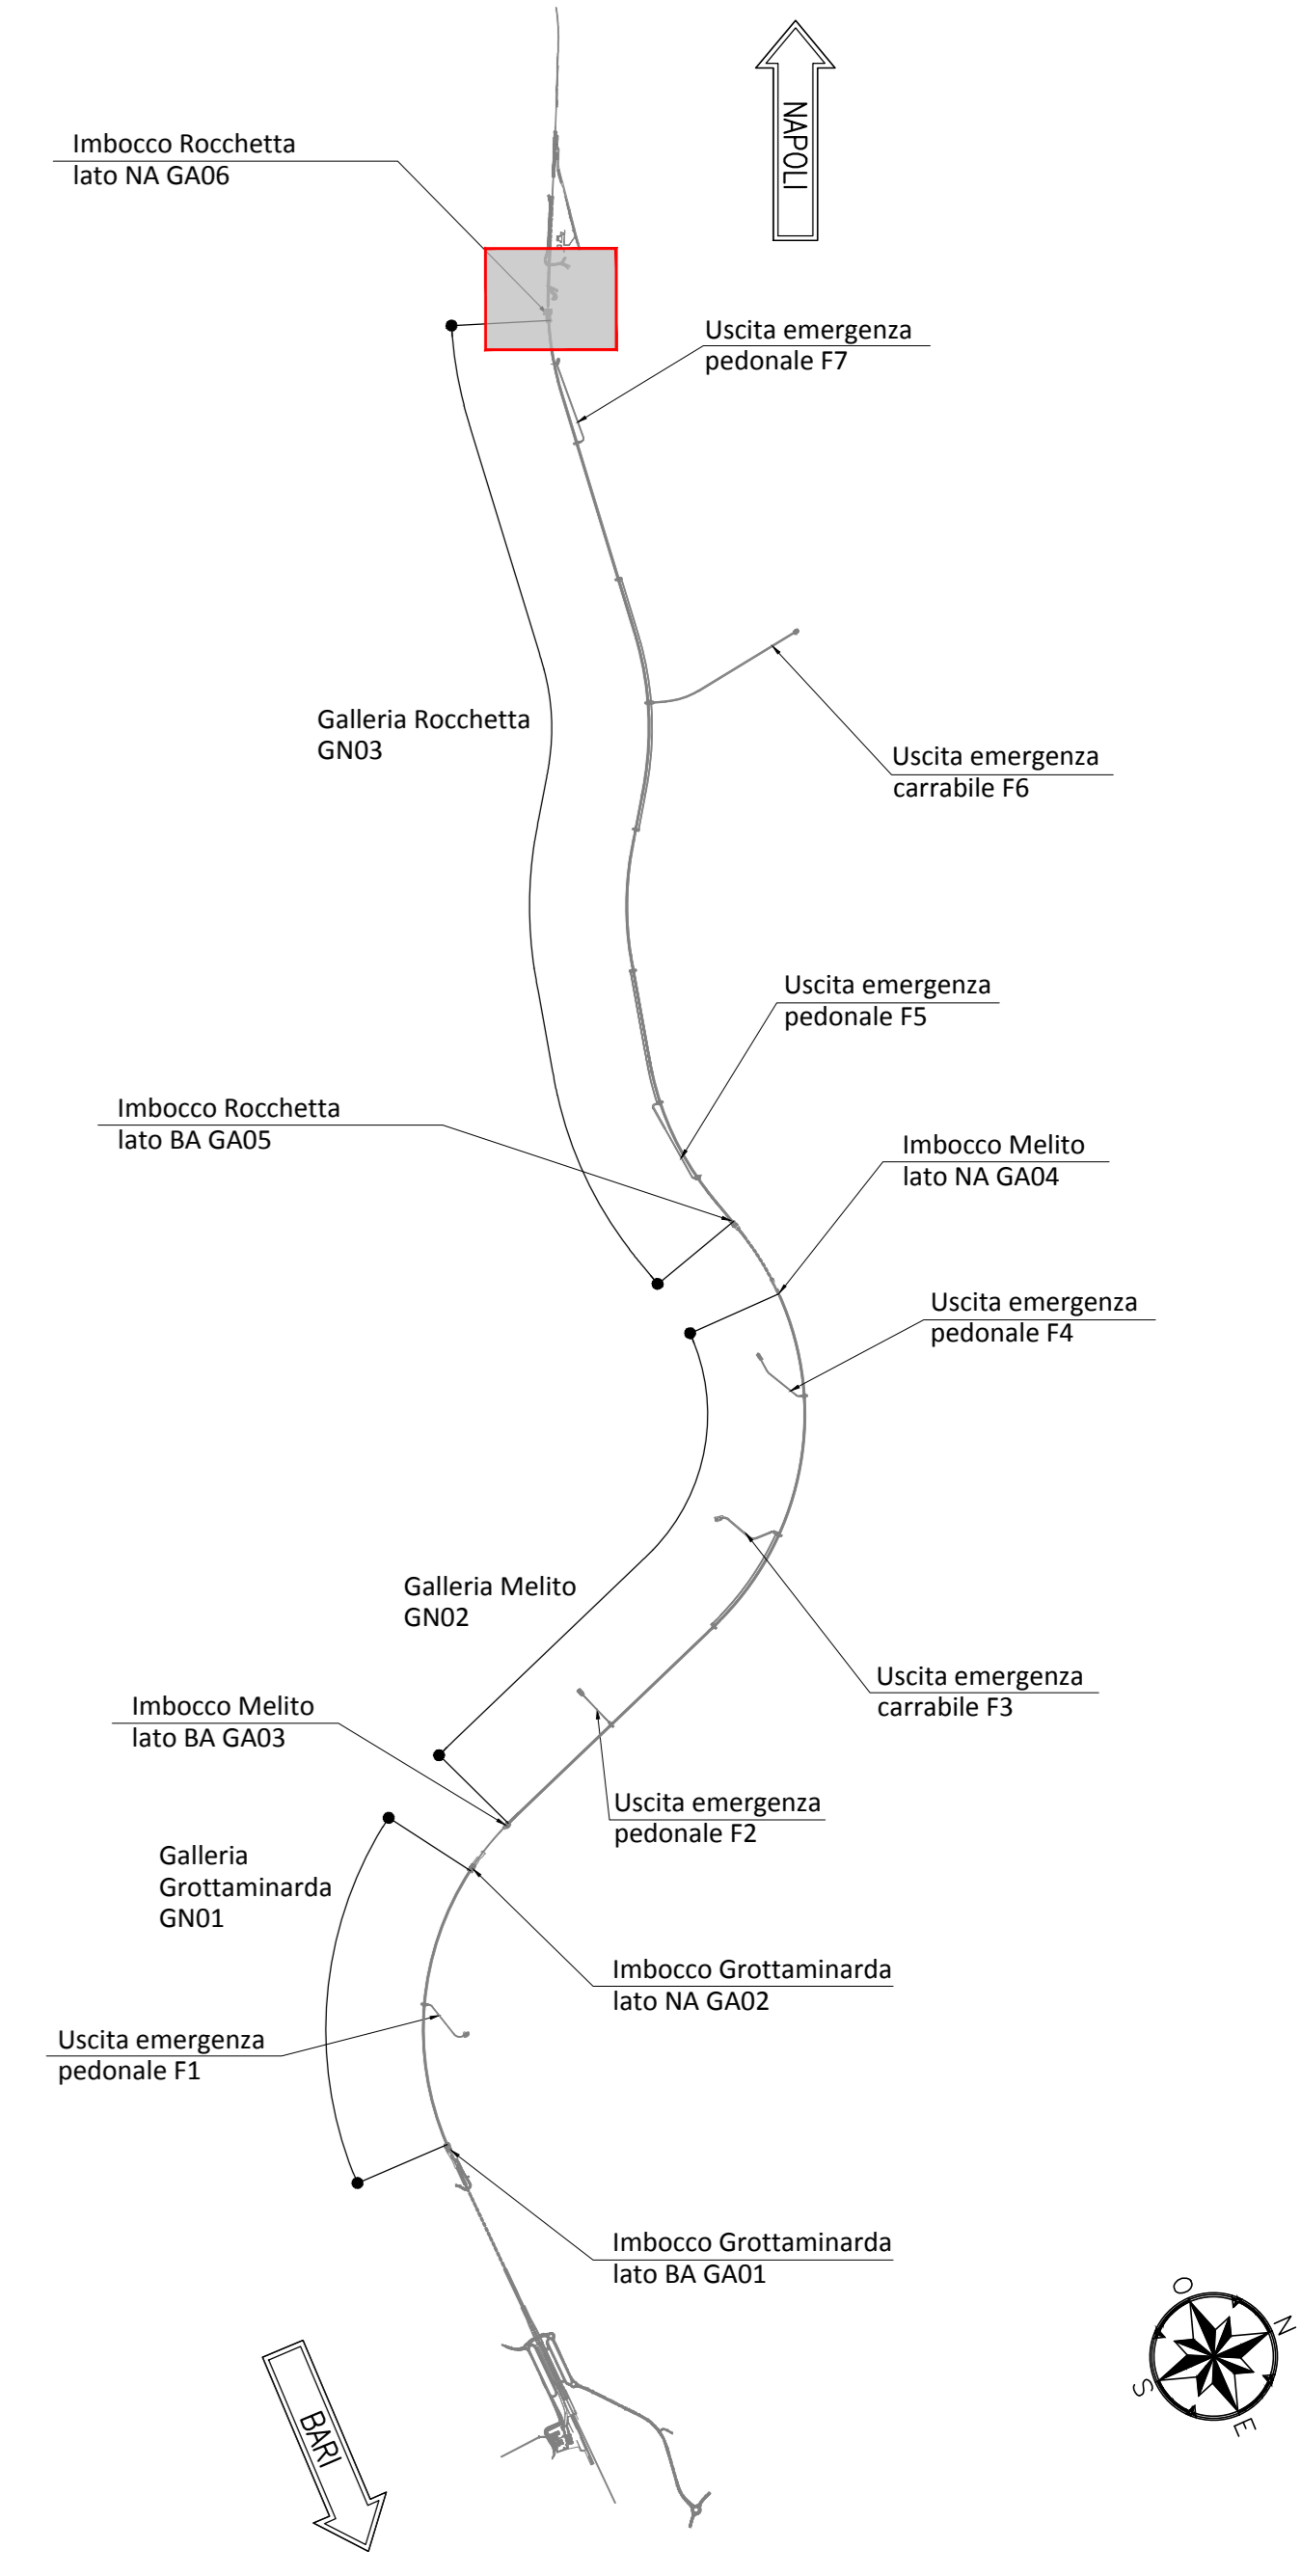 NAPOLI
Imbocco Rocchetta
lato NA GA06
Uscita emergenza
pedonale F7
Galleria Rocchetta
GN03
Uscita emergenza
carrabile F6
Uscita emergenza
pedonale F5
Imbocco Rocchetta
lato BA GA05
Imbocco Melito
lato NA GA04
Uscita emergenza
pedonale F4
Galleria Melito
GN02
Uscita emergenza
carrabile F3
Imbocco Melito
lato BA GA03
Uscita emergenza
pedonale F2
Galleria
Grottaminarda
GN01
Imbocco Grottaminarda
lato NA GA02
Uscita emergenza
pedonale F1
Imbocco Grottaminarda
lato BA GA01
BARI
O
N
S
E